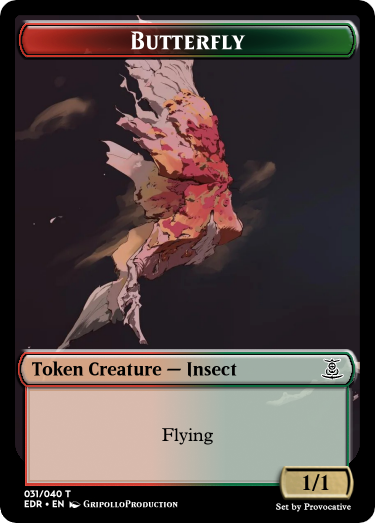 Butterfly
Token Creature — Insect
Flying
1/1
031/040 T
EDR • EN GripolloProduction
Set by Provocative